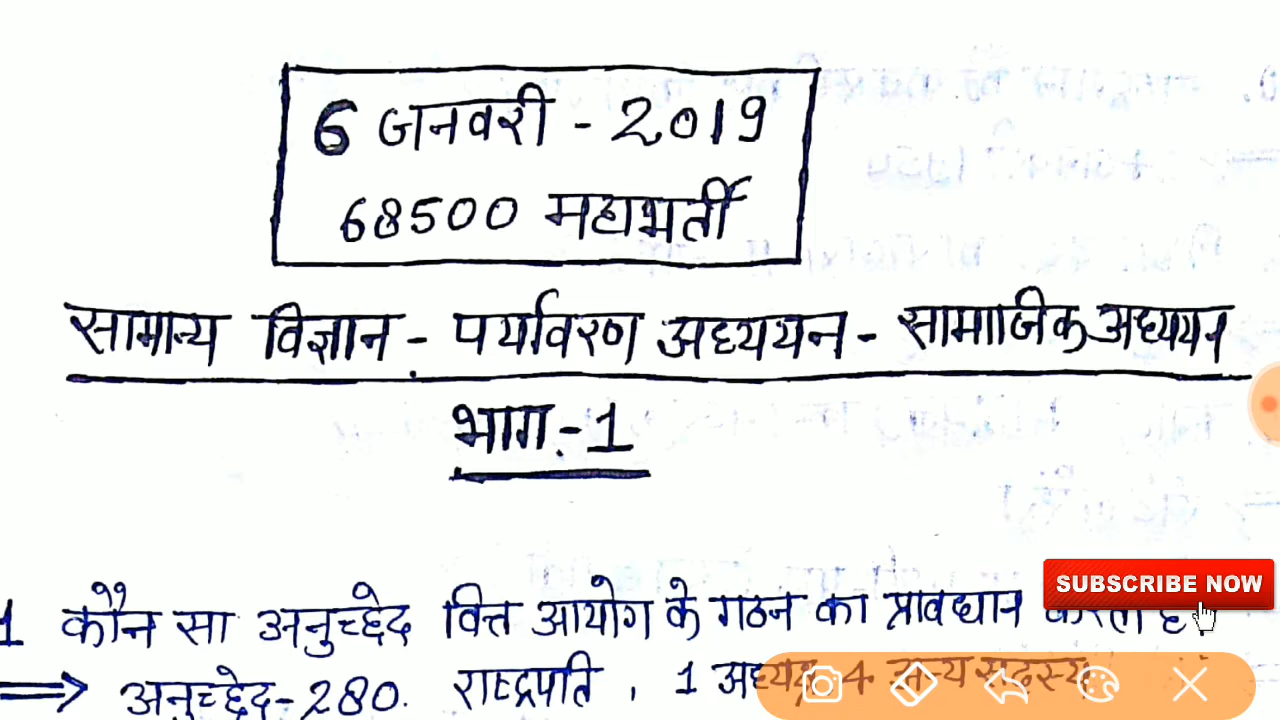 6 जनवरी - 2019
68500 महाभर्ती
सामान्य विज्ञान - पर्यावरण अध्ययन - सामाजिक अध्ययन
भाग - 1
1 कौन सा अनुच्छेद वित्त आयोग के गठन का प्रावधान करता है
SUBSCRIBE NOW
⇒ अनुच्छेद - 280. राष्ट्रपति, 1 अध्यक्ष, 4 अन्य सदस्य